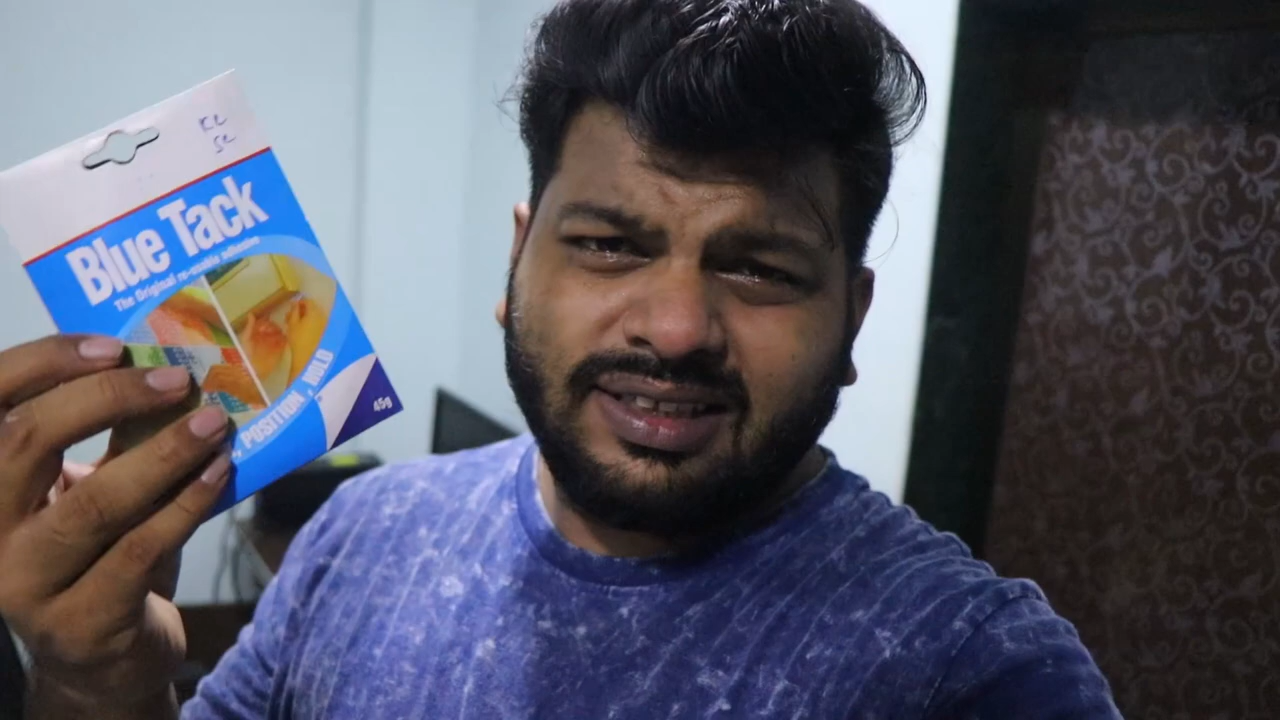 Blue Tack
The Original re-usable adhesive
POSITION & HOLD
45g